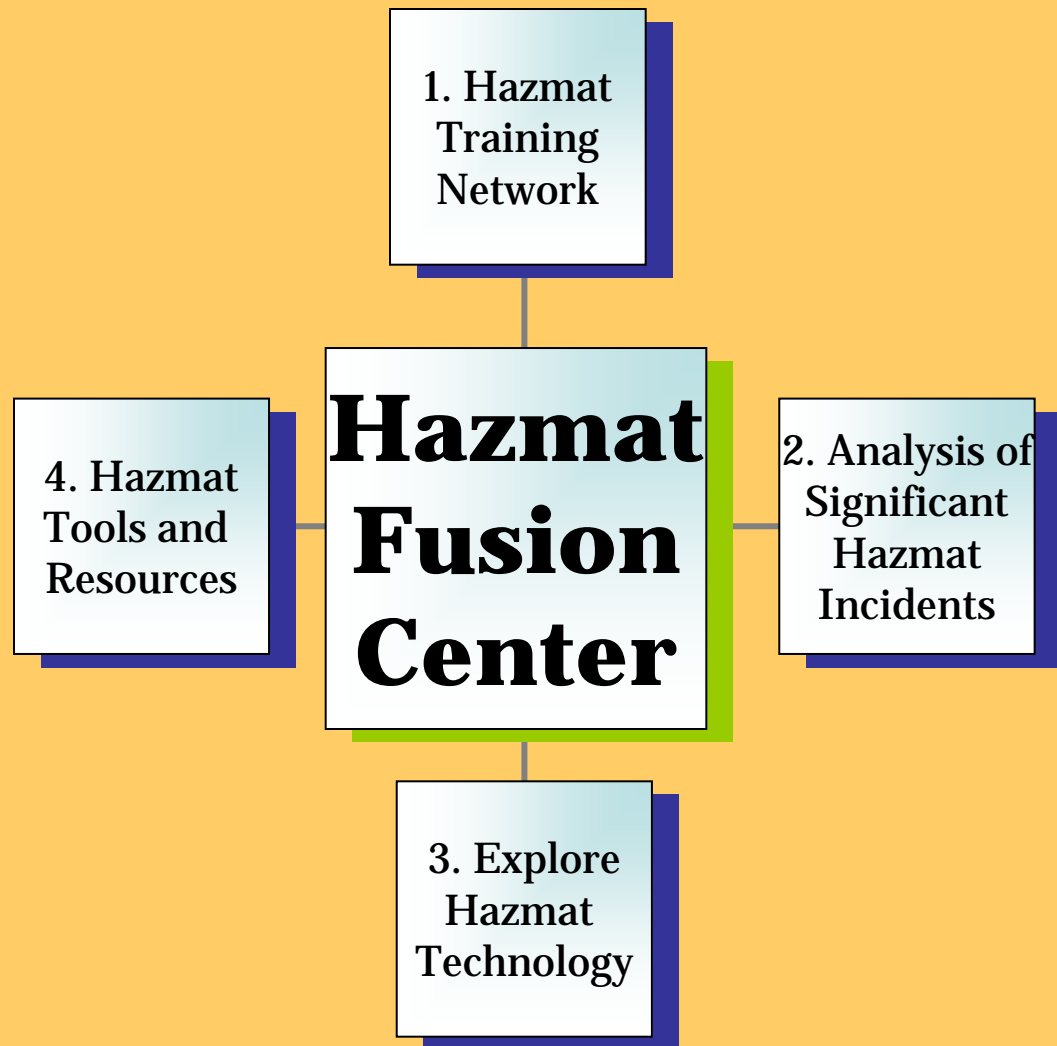 1. Hazmat
Training
Network
Hazmat
Fusion
Center
2. Analysis of
Significant
Hazmat
Incidents
3. Explore
Hazmat
Technology
4. Hazmat
Tools and
Resources